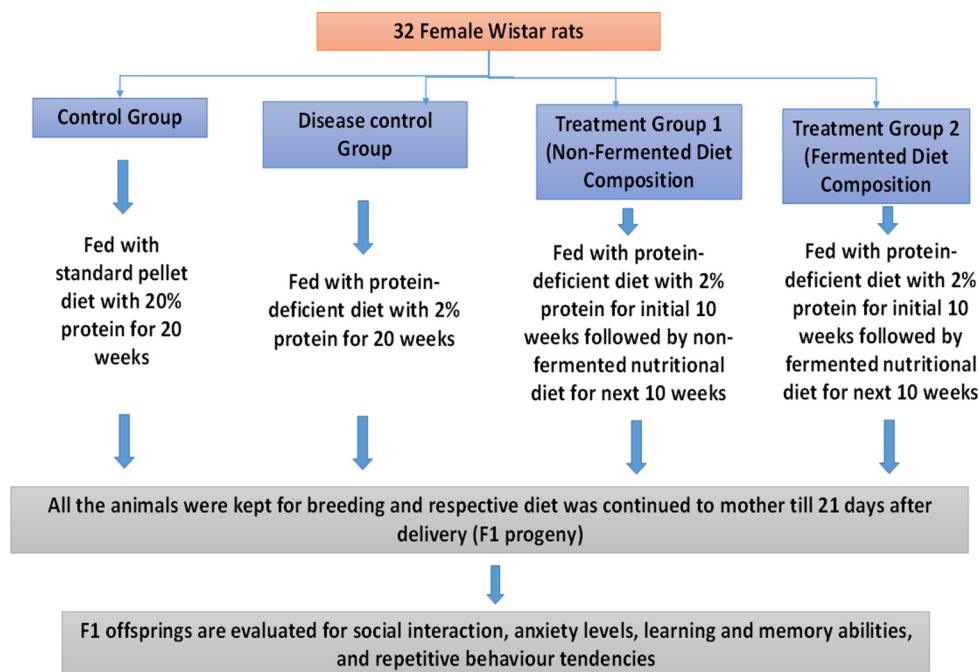 32 Female Wistar rats
Control Group
Disease control
Group
Treatment Group 1
(Non-Fermented Diet
Composition
Treatment Group 2
(Fermented Diet
Composition
Fed with
standard pellet
diet with 20%
protein for 20
weeks
Fed with protein-
deficient diet with 2%
protein for 20 weeks
Fed with protein-
deficient diet with 2%
protein for initial 10
weeks followed by non-
fermented nutritional
diet for next 10 weeks
Fed with protein-
deficient diet with 2%
protein for initial 10
weeks followed by
fermented nutritional
diet for next 10 weeks
All the animals were kept for breeding and respective diet was continued to mother till 21 days after
delivery (F1 progeny)
F1 offsprings are evaluated for social interaction, anxiety levels, learning and memory abilities,
and repetitive behaviour tendencies